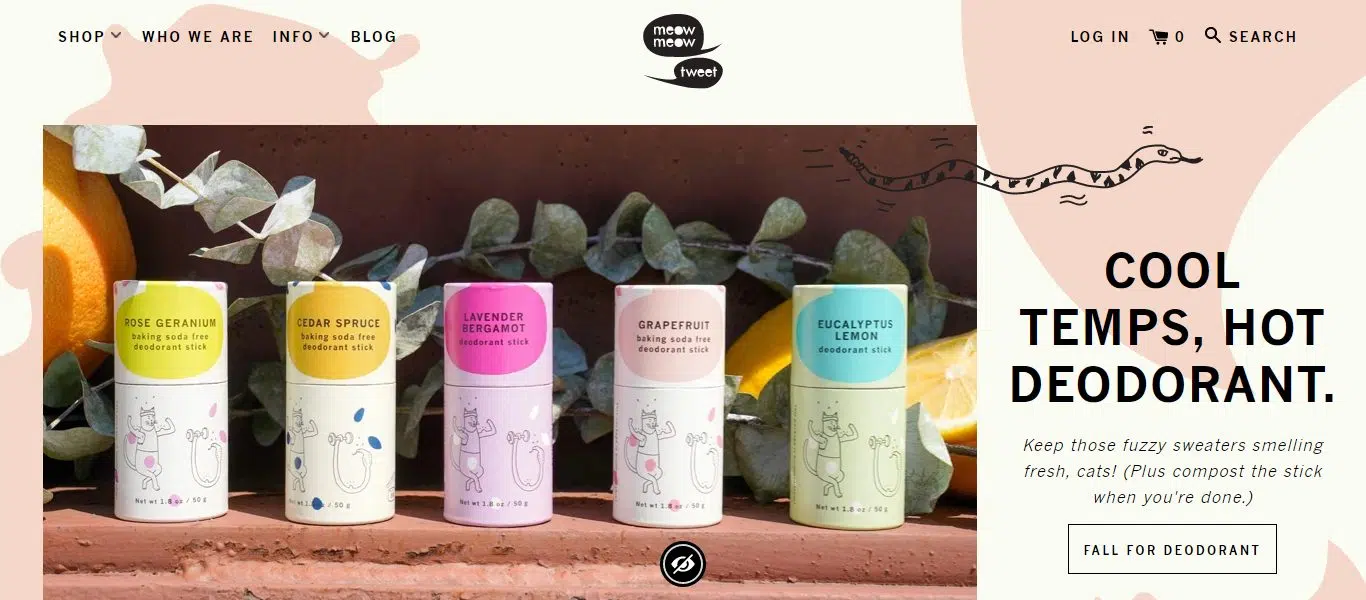 SHOP
WHO WE ARE
INFO
BLOG
meow
meow
tweet
LOG IN
0
SEARCH
ROSE GERANIUM
baking soda free
deodorant stick
Net wt 1.8 oz / 50 g
CEDAR SPRUCE
baking soda free
deodorant stick
Net wt 1.8 oz / 50 g
LAVENDER
BERGAMOT
deodorant stick
Net wt 1.8 oz / 50 g
GRAPEFRUIT
baking soda free
deodorant stick
Net wt 1.8 oz / 50 g
EUCALYPTUS
LEMON
deodorant stick
Net wt 1.8 oz / 50 g
COOL
TEMPS, HOT
DEODORANT.
Keep those fuzzy sweaters smelling
fresh, cats! (Plus compost the stick
when you're done.)
FALL FOR DEODORANT